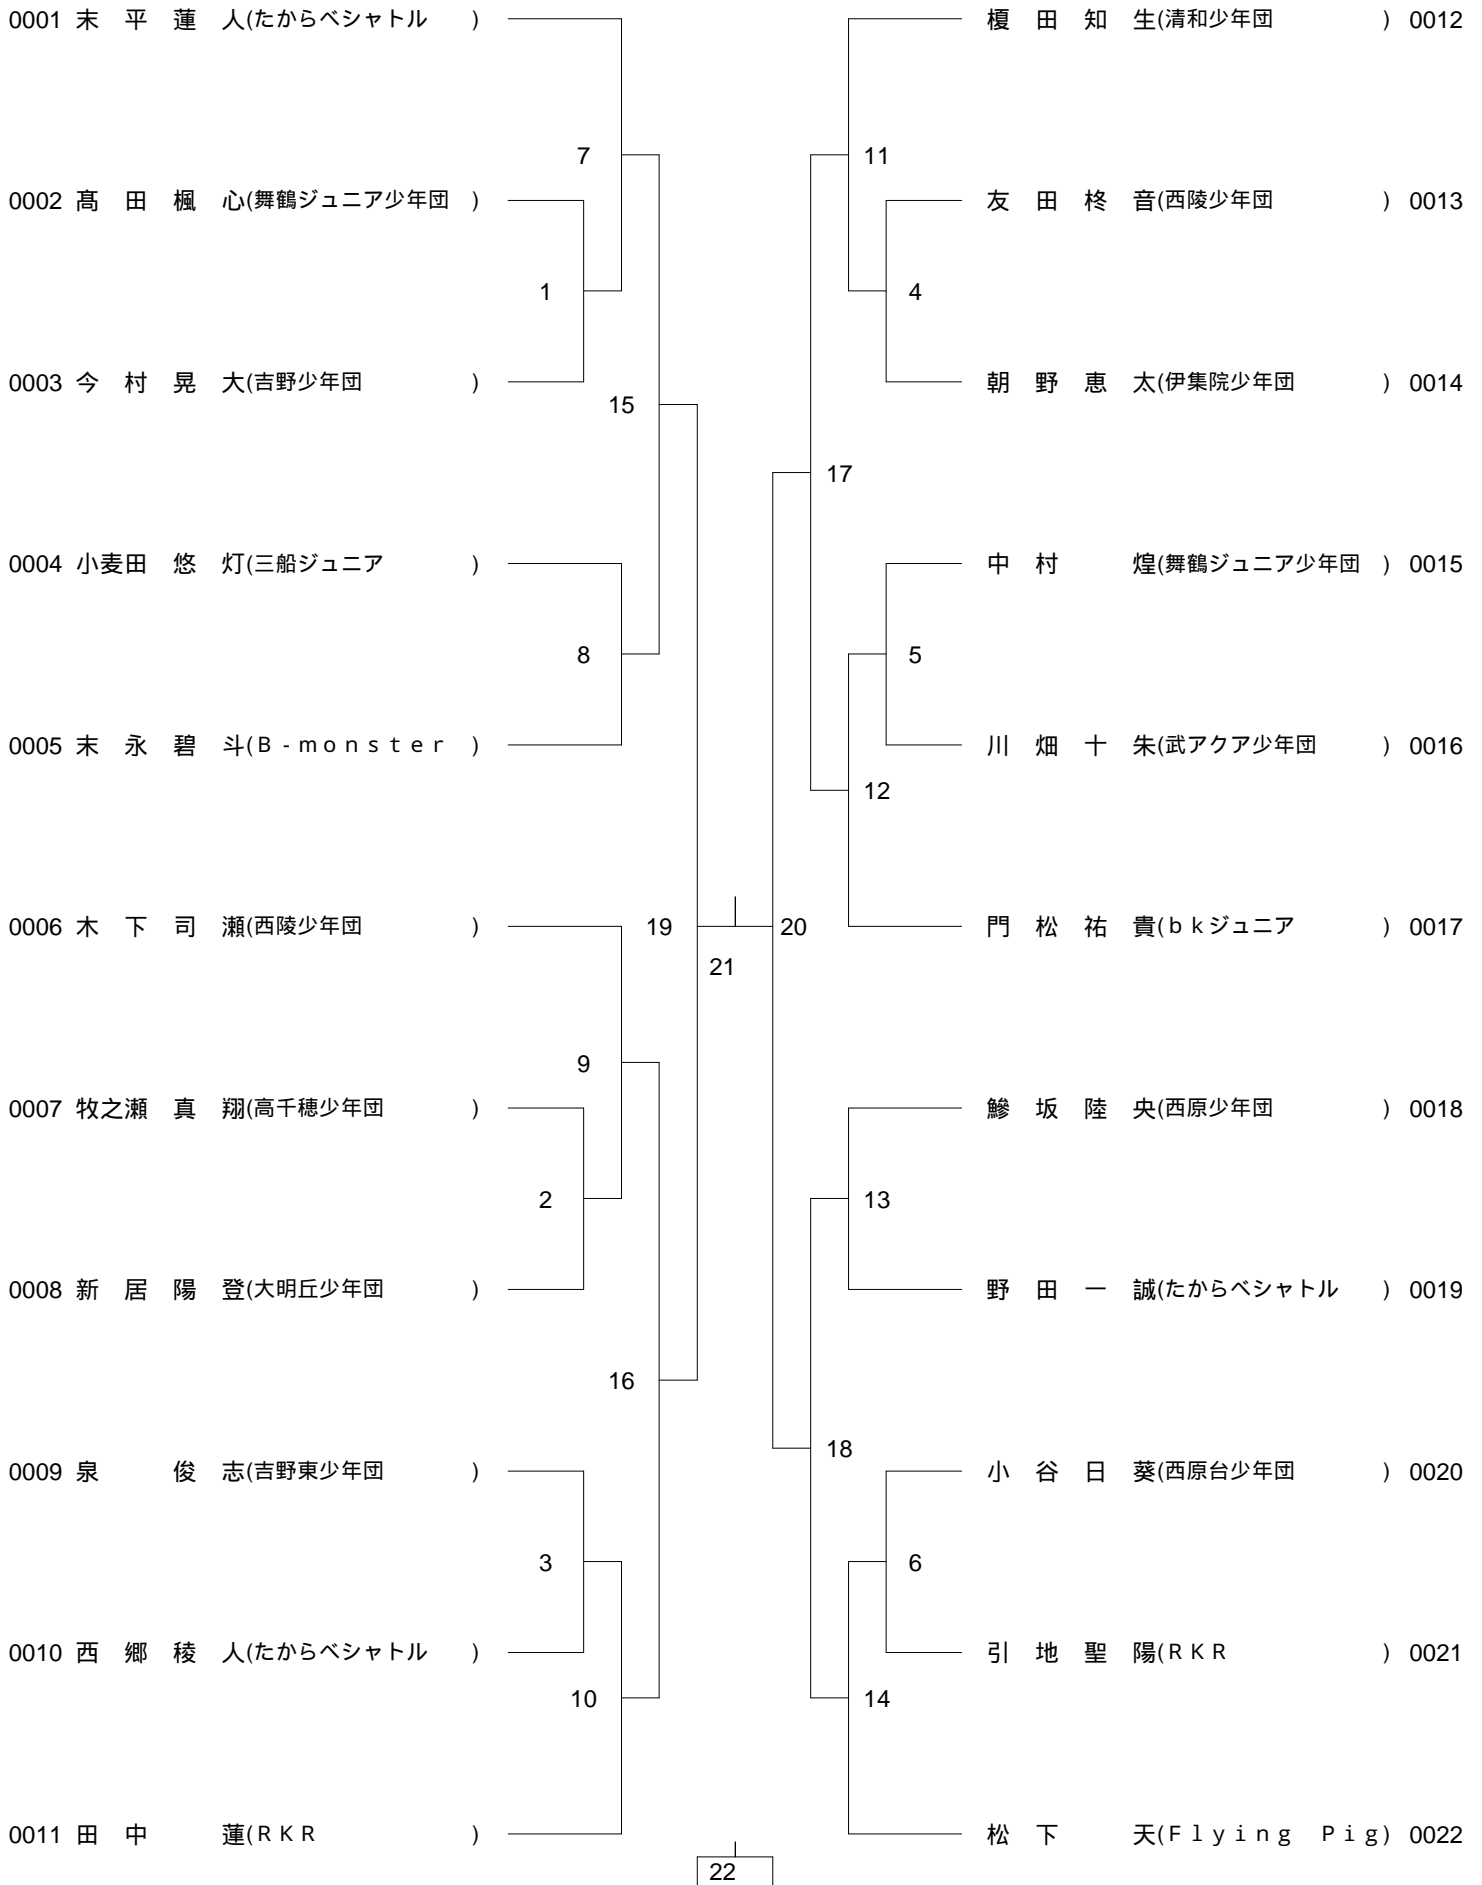 0001 末 平 蓮 人(たからべシャトル )
0002 髙 田 楓 心(舞鶴ジュニア少年団 )
0003 今 村 晃 大(吉野少年団 )
0004 小麦田 悠 灯(三船ジュニア )
0005 末 永 碧 斗(B-monster )
0006 木 下 司 瀬(西陵少年団 )
0007 牧之瀬 真 翔(高千穂少年団 )
0008 新 居 陽 登(大明丘少年団 )
0009 泉 俊 志(吉野東少年団 )
0010 西 郷 稜 人(たからべシャトル )
0011 田 中 蓮(RKR )
7
1
15
8
19
9
2
16
3
10
21
22
榎 田 知 生(清和少年団 ) 0012
友 田 柊 音(西陵少年団 ) 0013
朝 野 恵 太(伊集院少年団 ) 0014
中 村 煌(舞鶴ジュニア少年団 ) 0015
川 畑 十 朱(武アクア少年団 ) 0016
門 松 祐 貴(bkジュニア ) 0017
鰺 坂 陸 央(西原少年団 ) 0018
野 田 一 誠(たからべシャトル ) 0019
小 谷 日 葵(西原台少年団 ) 0020
引 地 聖 陽(RKR ) 0021
松 下 天(Flying Pig) 0022
11
4
17
5
12
20
13
18
6
14